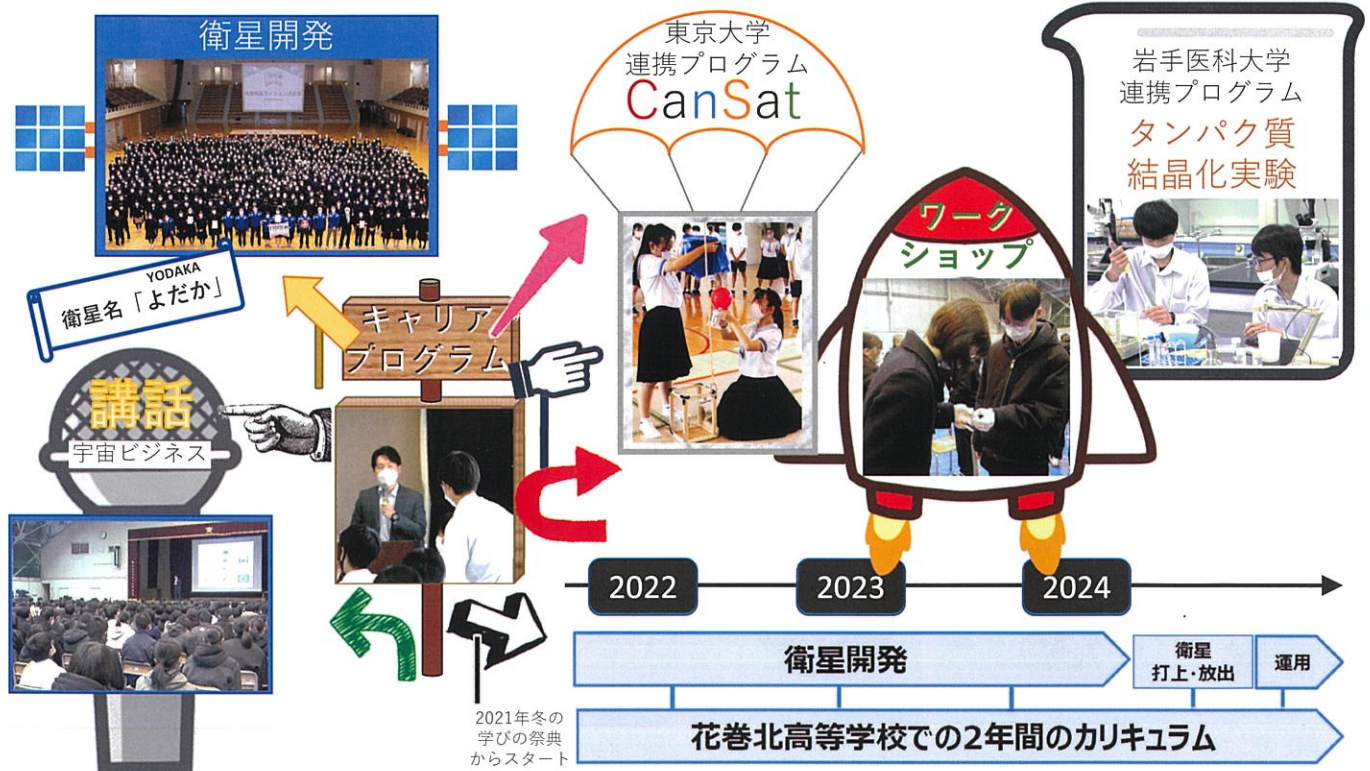 衛星開発
YODAKA
衛星名「よだか」
東京大学
連携プログラム
CanSat
岩手医科大学
連携プログラム
タンパク質
結晶化実験
ワーク
ショップ
キャリア
プログラム
講話
宇宙ビジネス
2021年冬の
学びの祭典
からスタート
2022
2023
2024
衛星開発
衛星
打上・放出
運用
花巻北高等学校での2年間のカリキュラム